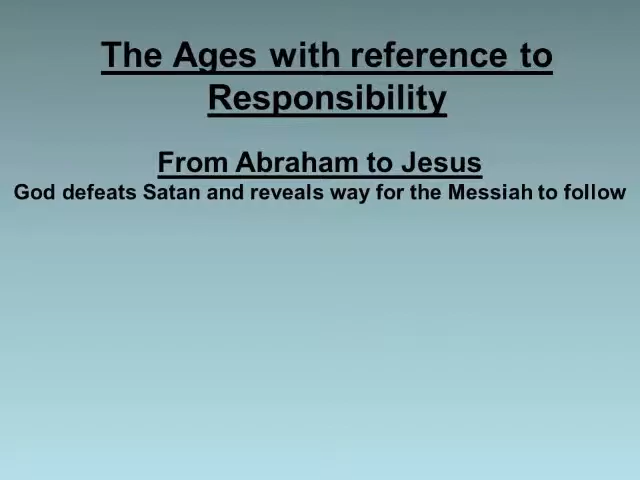 The Ages with reference to
Responsibility
From Abraham to Jesus
God defeats Satan and reveals way for the Messiah to follow